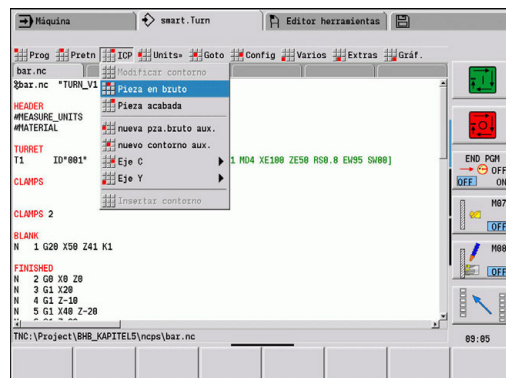 Máquina
smart.Turn
Editor herramientas
Prog Pretn ICP Units» Goto Config Varios Extras Gráf.
bar.nc
Modificar contorno
%bar.nc "TURN_V1
Pieza en bruto
Pieza acabada
HEADER
#MEASURE_UNITS
#MATERIAL
nueva pza.bruto aux.
nuevo contorno aux.
TURRET
T1 ID"001" 1 MD4 XE100 ZE50 RS0.8 EW95 SW80]
Eje C
Eje Y
CLAMPS
Insertar contorno
CLAMPS 2
BLANK
N 1 G20 X50 Z41 K1
FINISHED
N 2 G0 X0 Z0
N 3 G1 X20
N 4 G1 Z-10
N 5 G1 X40 Z-20
TNC:\Project\BHB_KAPITEL5\ncps\bar.nc
END PGM
OFF
OFF ON
M07
OFF
M08
OFF
09:05